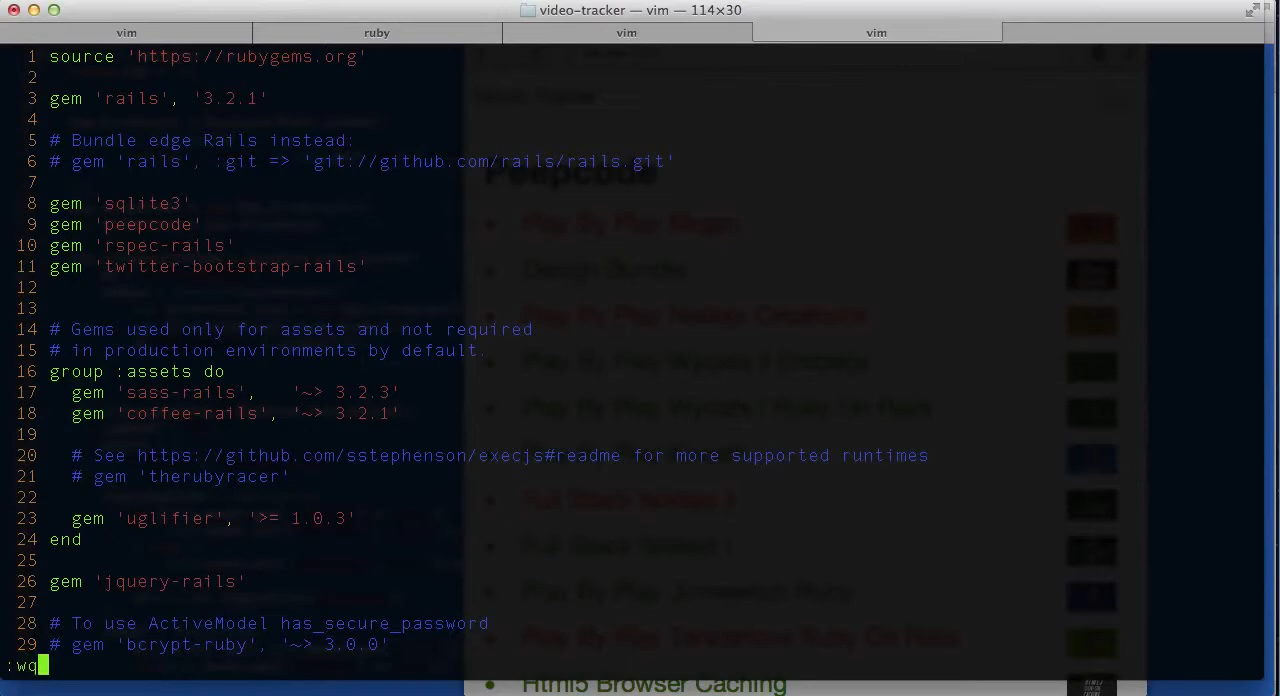 video-tracker — vim — 114×30
vim ruby vim vim
1 source 'https://rubygems.org'
2
3 gem 'rails', '3.2.1'
4
5 # Bundle edge Rails instead:
6 # gem 'rails', :git => 'git://github.com/rails/rails.git'
7
Peepcode
8 gem 'sqlite3'
9 gem 'peepcode'
10 gem 'rspec-rails'
11 gem 'twitter-bootstrap-rails'
12
13
14 # Gems used only for assets and not required
15 # in production environments by default.
16 group :assets do
17 gem 'sass-rails', '~> 3.2.3'
18 gem 'coffee-rails', '~> 3.2.1'
19
20 # See https://github.com/sstephenson/execjs#readme for more supported runtimes
21 # gem 'therubyracer'
22
23 gem 'uglifier', '>= 1.0.3'
24 end
25
26 gem 'jquery-rails'
27
28 # To use ActiveModel has_secure_password
29 # gem 'bcrypt-ruby', '~> 3.0.0'
:wq
Html5 Browser Caching